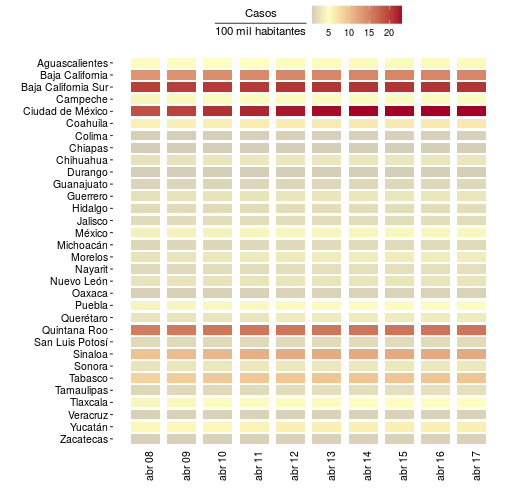 Casos
100 mil habitantes
5 10 15 20
Aguascalientes
Baja California
Baja California Sur
Campeche
Ciudad de México
Coahuila
Colima
Chiapas
Chihuahua
Durango
Guanajuato
Guerrero
Hidalgo
Jalisco
México
Michoacán
Morelos
Nayarit
Nuevo León
Oaxaca
Puebla
Querétaro
Quintana Roo
San Luis Potosí
Sinaloa
Sonora
Tabasco
Tamaulipas
Tlaxcala
Veracruz
Yucatán
Zacatecas
abr 08
abr 09
abr 10
abr 11
abr 12
abr 13
abr 14
abr 15
abr 16
abr 17